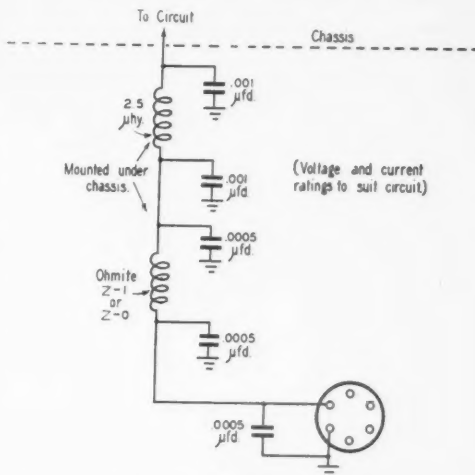 To Circuit
Chassis
.001
µfd.
2.5
µhy.
Mounted under
chassis.
.001
µfd.
(Voltage and current
ratings to suit circuit)
.0005
µfd.
Ohmite
Z-1
or
Z-0
.0005
µfd.
.0005
µfd.